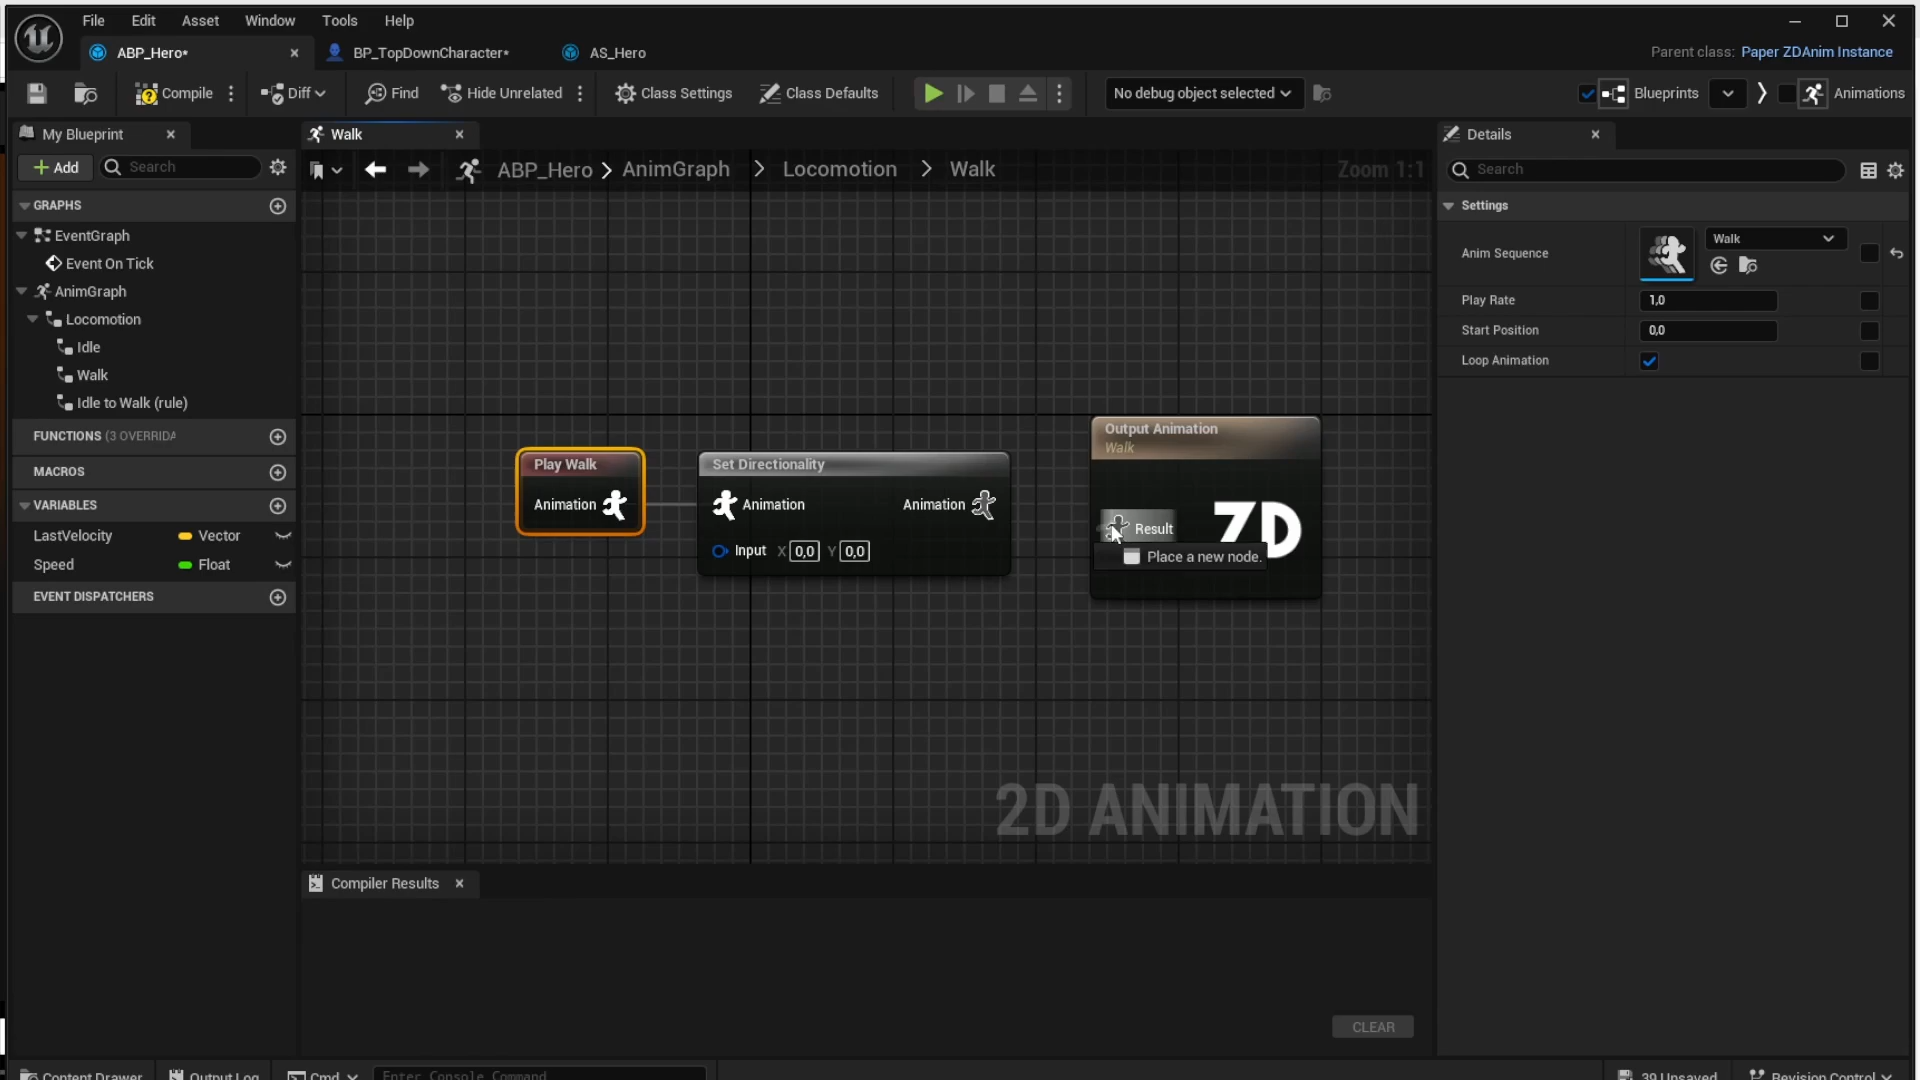 File Edit Asset Window Tools Help
ABP_Hero* BP_TopDownCharacter* AS_Hero Parent class: Paper ZDAnim Instance
Compile Diff Find Hide Unrelated Class Settings Class Defaults No debug object selected Blueprints Animations
My Blueprint
Add Search
GRAPHS
EventGraph
Event On Tick
AnimGraph
Locomotion
Idle
Walk
Idle to Walk (rule)
FUNCTIONS (3 OVERRIDA
MACROS
VARIABLES
LastVelocity Vector
Speed Float
EVENT DISPATCHERS
Walk
ABP_Hero > AnimGraph > Locomotion > Walk Zoom 1:1
Play Walk
Animation
Set Directionality
Animation Animation
Input X 0,0 Y 0,0
Output Animation
Walk
Result ZD
Place a new node.
2D ANIMATION
Compiler Results
CLEAR
Details
Search
Settings
Anim Sequence Walk
Play Rate 1,0
Start Position 0,0
Loop Animation
Content Drawer Output Log Cmd Enter Console Command 39 Unsaved Revision Control